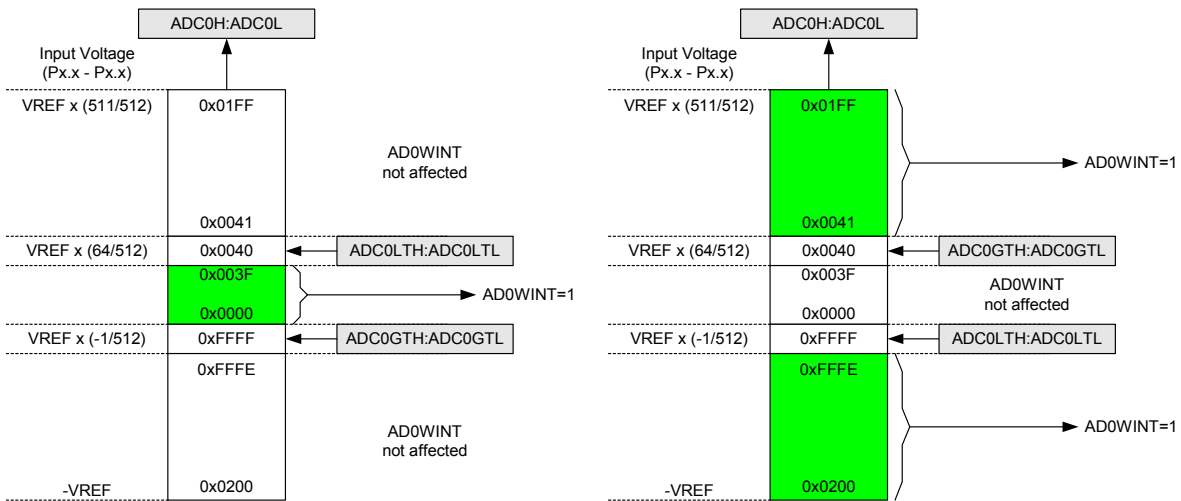 ADC0H:ADC0L
Input Voltage
(Px.x - Px.x)
VREF x (511/512)
0x01FF
AD0WINT
not affected
0x0041
VREF x (64/512)
0x0040
ADC0LTH:ADC0LTL
0x003F
AD0WINT=1
0x0000
VREF x (-1/512)
0xFFFF
ADC0GTH:ADC0GTL
0xFFFE
AD0WINT
not affected
-VREF
0x0200
ADC0H:ADC0L
Input Voltage
(Px.x - Px.x)
VREF x (511/512)
0x01FF
AD0WINT=1
0x0041
VREF x (64/512)
0x0040
ADC0GTH:ADC0GTL
0x003F
AD0WINT
not affected
0x0000
VREF x (-1/512)
0xFFFF
ADC0LTH:ADC0LTL
0xFFFE
AD0WINT=1
-VREF
0x0200